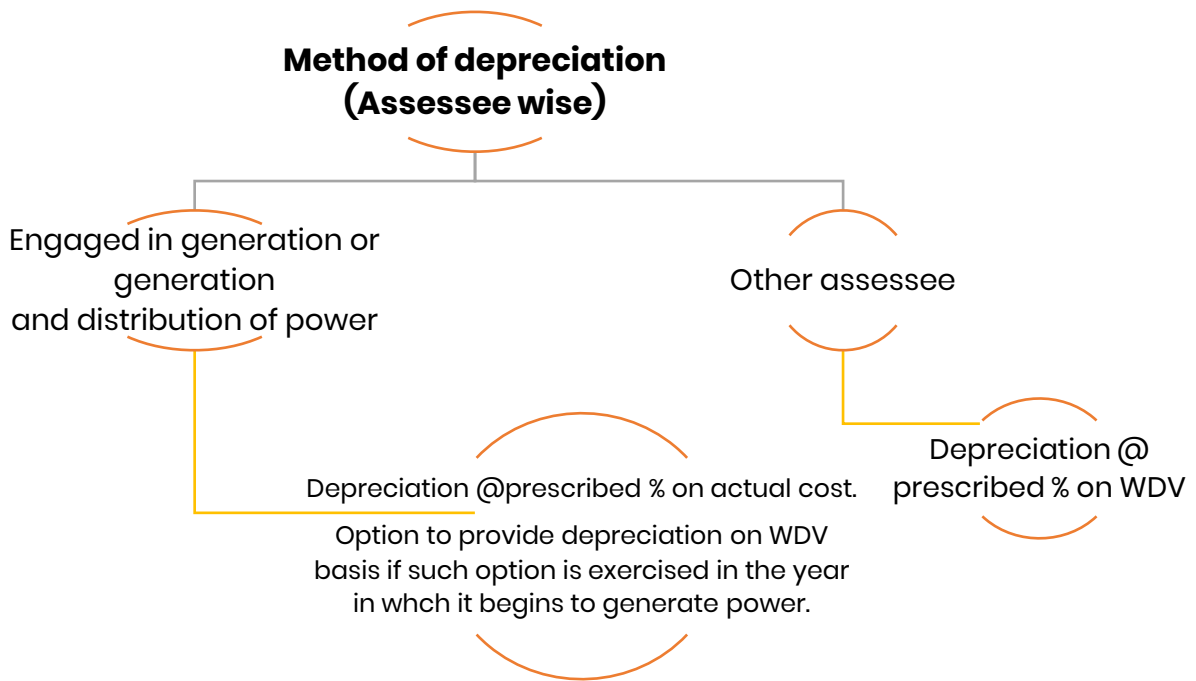 Method of depreciation
(Assessee wise)
Engaged in generation or
generation
and distribution of power
Other assessee
Depreciation @prescribed % on actual cost.
Option to provide depreciation on WDV
basis if such option is exercised in the year
in whch it begins to generate power.
Depreciation @
prescribed % on WDV